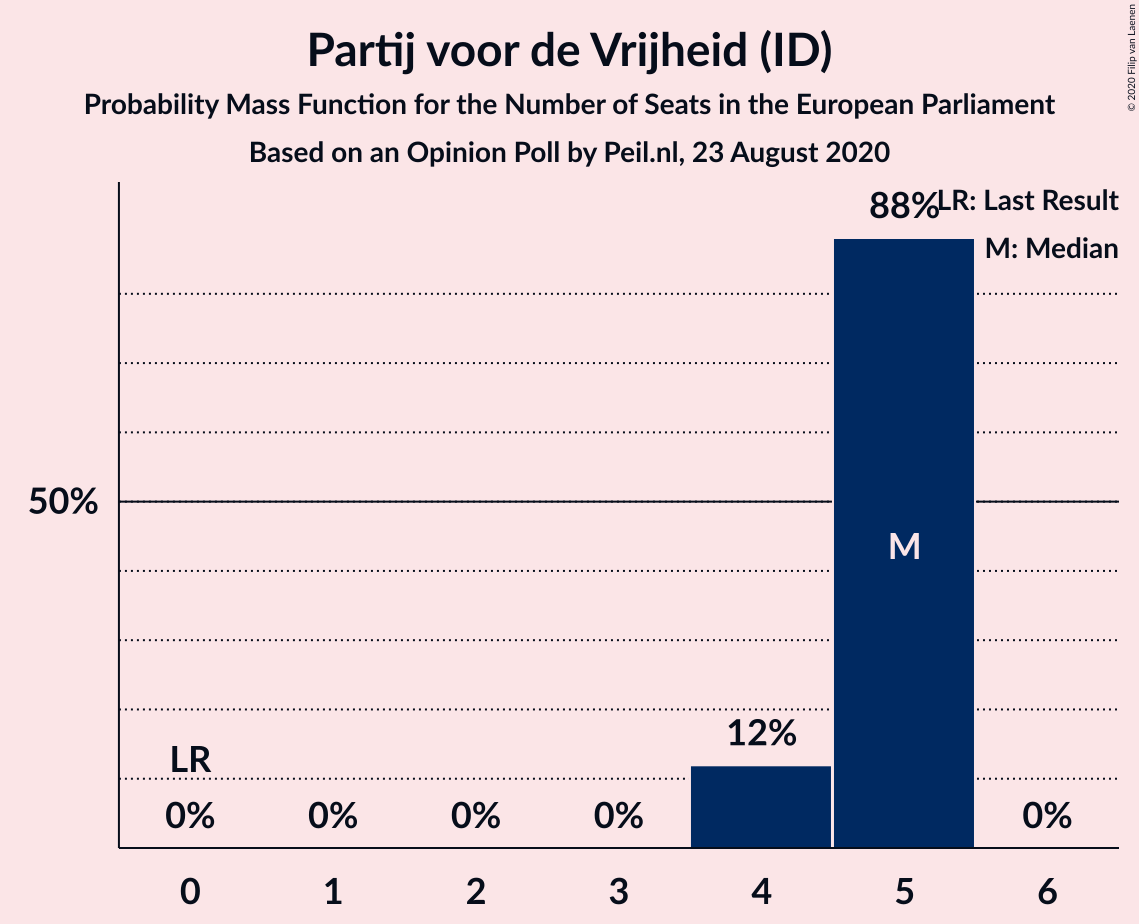 Partij voor de Vrijheid (ID)
Probability Mass Function for the Number of Seats in the European Parliament
Based on an Opinion Poll by Peil.nl, 23 August 2020
© 2020 Filip van Laenen
88%
LR: Last Result
M: Median
50%
M
12%
LR
0% 0% 0% 0% 0%
0 1 2 3 4 5 6